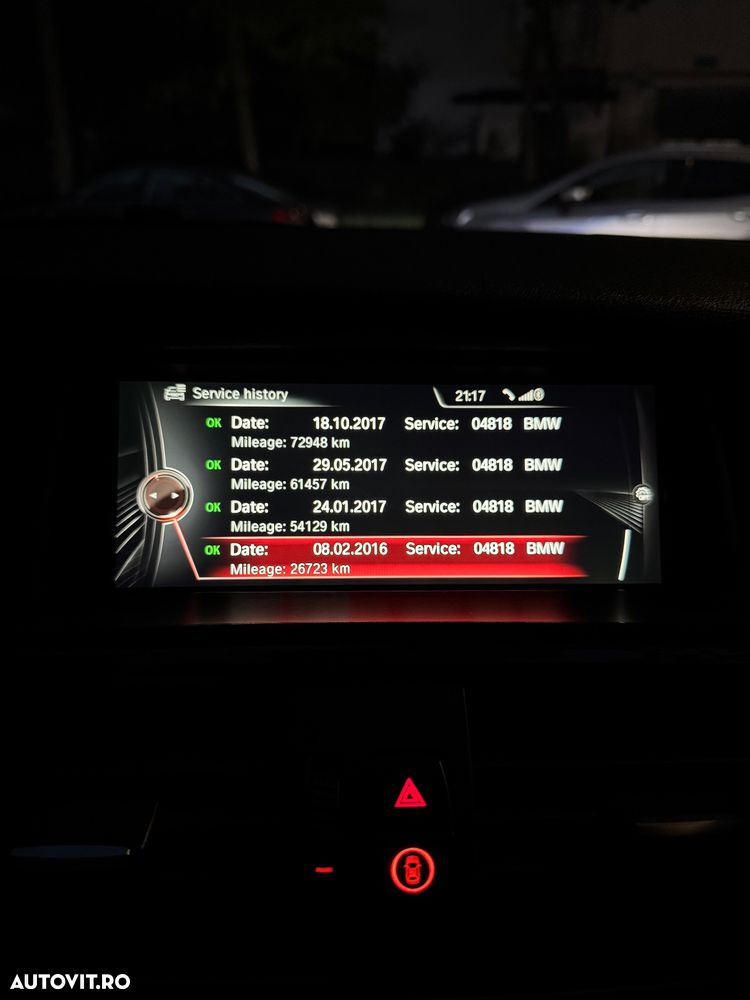 Service history 21:17
OK Date: 18.10.2017 Service: 04818 BMW
Mileage: 72948 km
OK Date: 29.05.2017 Service: 04818 BMW
Mileage: 61457 km
OK Date: 24.01.2017 Service: 04818 BMW
Mileage: 54129 km
OK Date: 08.02.2016 Service: 04818 BMW
Mileage: 26723 km
AUTOVIT.RO